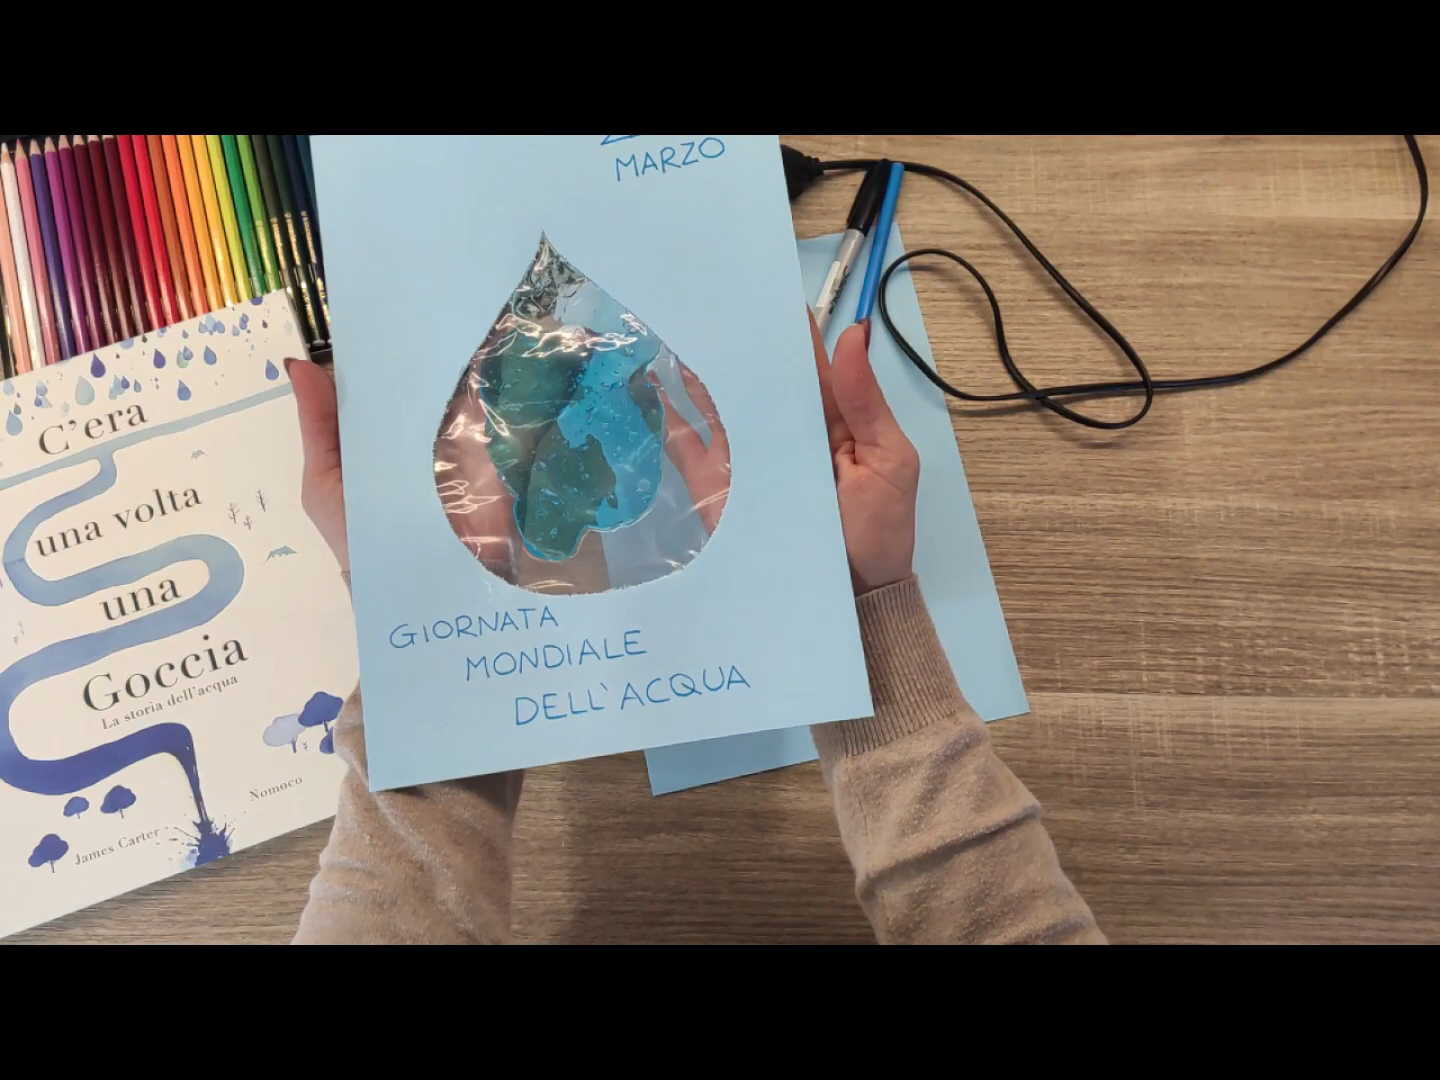 C'era
una volta
una
Goccia
La storia dell'acqua
Nomoco
James Carter
MARZO
GIORNATA
MONDIALE
DELL'ACQUA